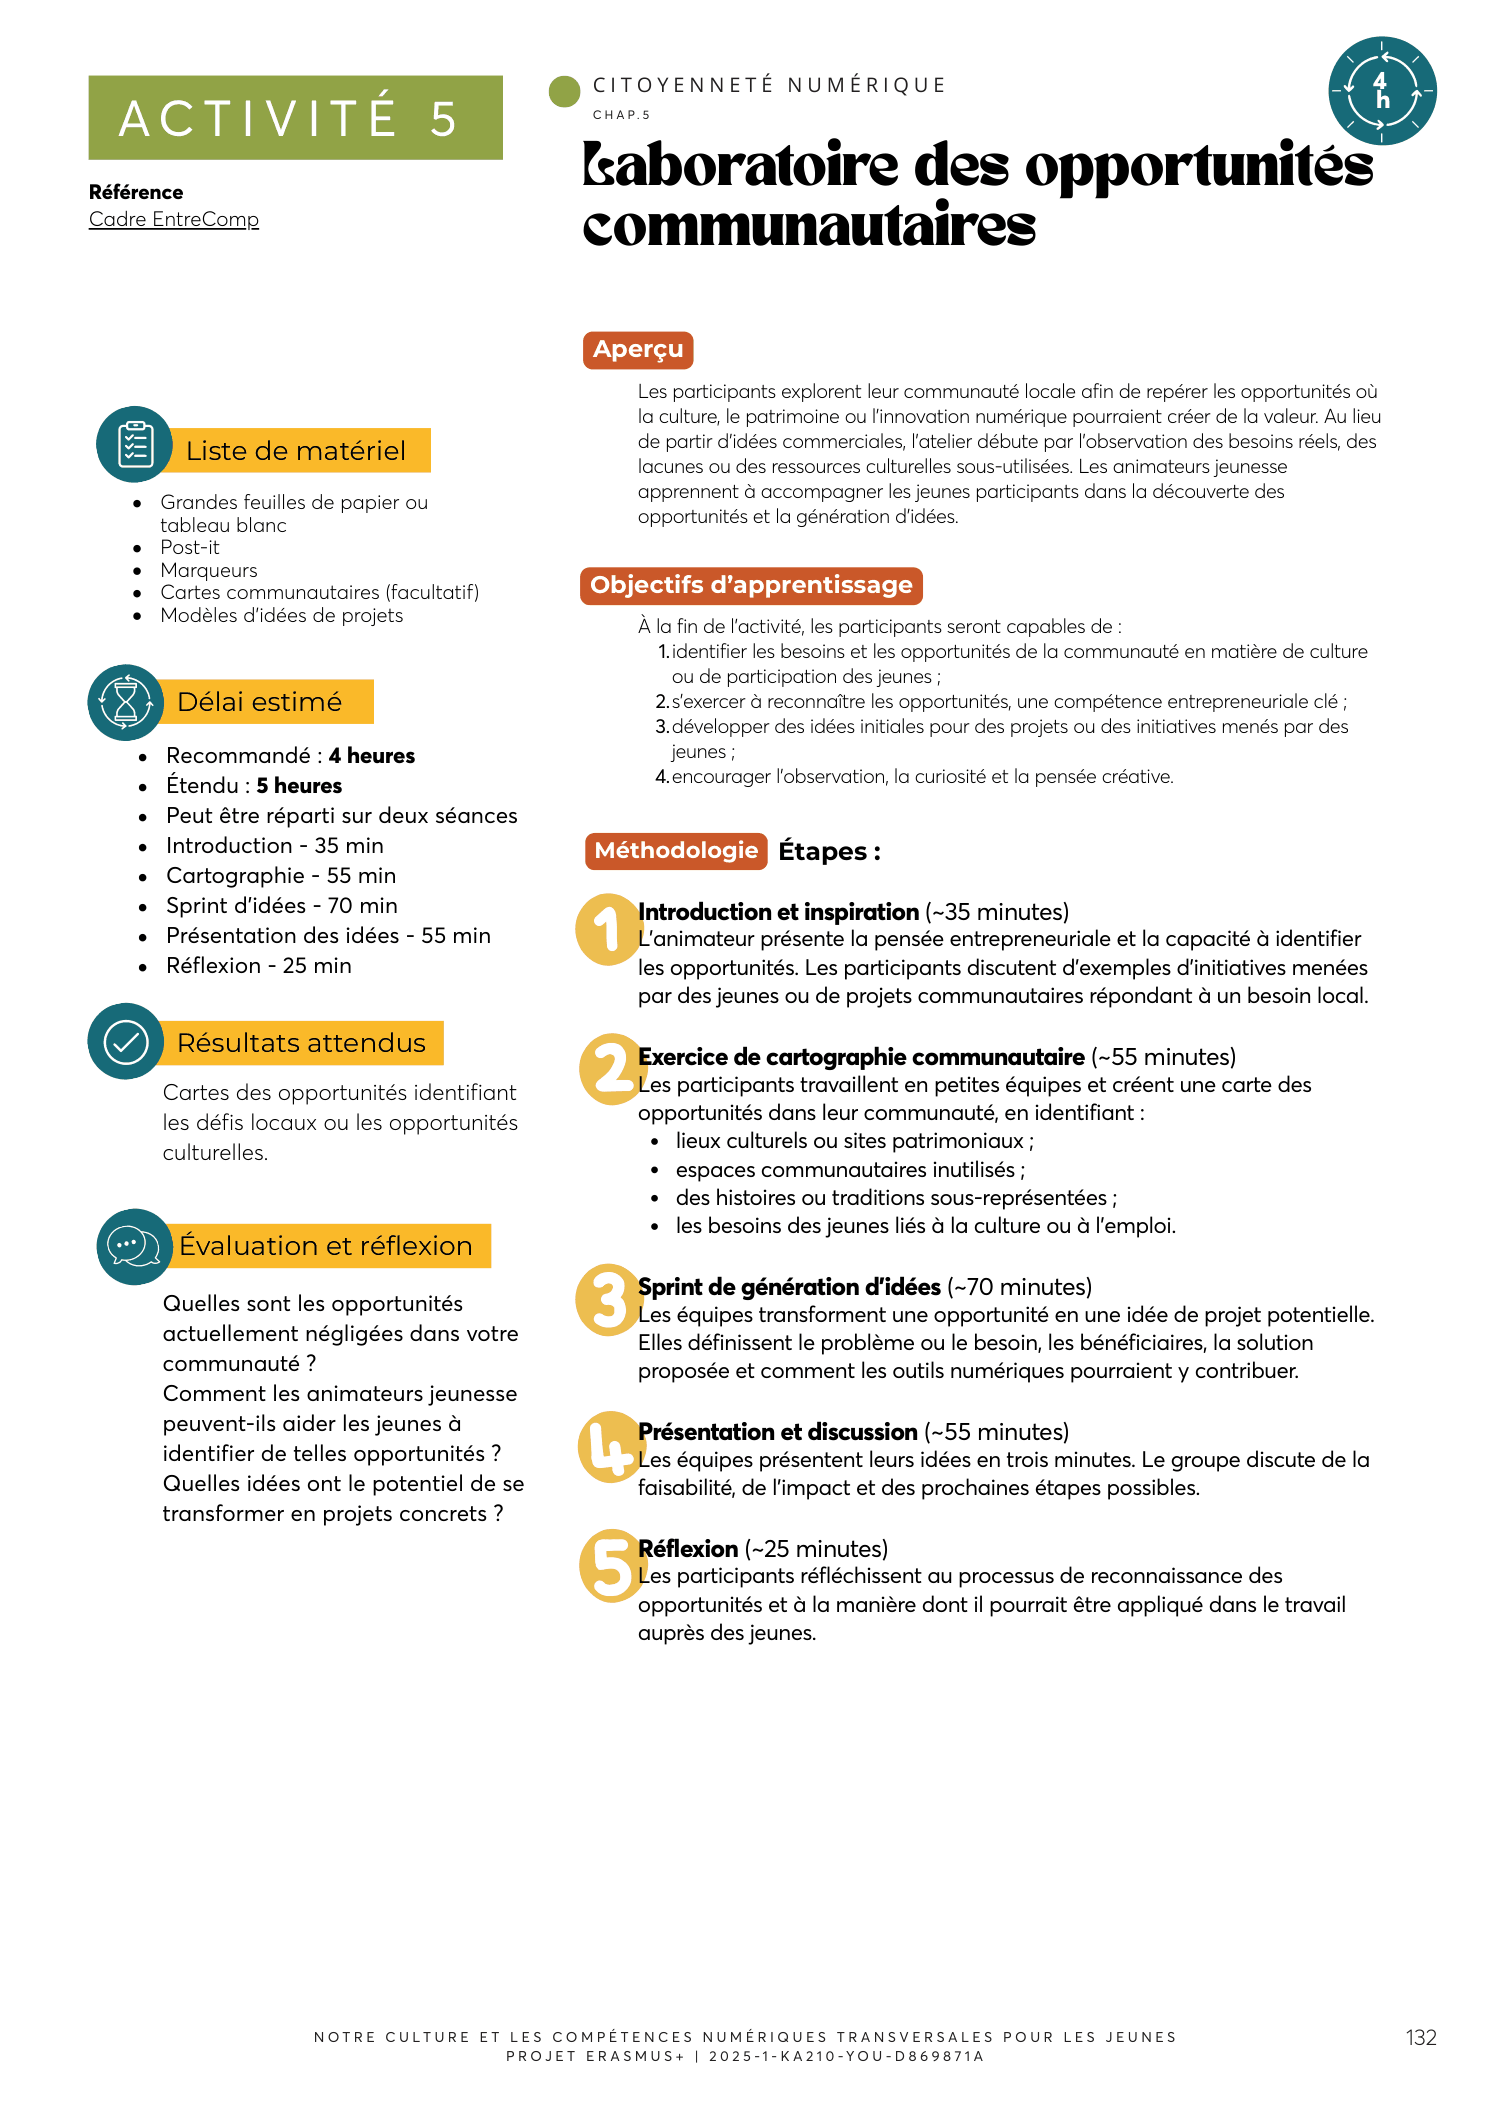 ACTIVITÉ 5
Référence
Cadre EntreComp
CITOYENNETÉ NUMÉRIQUE
CHAP.5
4
h
Laboratoire des opportunités
communautaires
Liste de matériel
• Grandes feuilles de papier ou
tableau blanc
• Post-it
• Marqueurs
• Cartes communautaires (facultatif)
• Modèles d'idées de projets
Délai estimé
• Recommandé : 4 heures
• Étendu : 5 heures
• Peut être réparti sur deux séances
• Introduction - 35 min
• Cartographie - 55 min
• Sprint d'idées - 70 min
• Présentation des idées - 55 min
• Réflexion - 25 min
Résultats attendus
Cartes des opportunités identifiant
les défis locaux ou les opportunités
culturelles.
Évaluation et réflexion
Quelles sont les opportunités
actuellement négligées dans votre
communauté ?
Comment les animateurs jeunesse
peuvent-ils aider les jeunes à
identifier de telles opportunités ?
Quelles idées ont le potentiel de se
transformer en projets concrets ?
Aperçu
Les participants explorent leur communauté locale afin de repérer les opportunités où
la culture, le patrimoine ou l'innovation numérique pourraient créer de la valeur. Au lieu
de partir d'idées commerciales, l'atelier débute par l'observation des besoins réels, des
lacunes ou des ressources culturelles sous-utilisées. Les animateurs jeunesse
apprennent à accompagner les jeunes participants dans la découverte des
opportunités et la génération d'idées.
Objectifs d'apprentissage
À la fin de l'activité, les participants seront capables de :
1. identifier les besoins et les opportunités de la communauté en matière de culture
ou de participation des jeunes ;
2. s'exercer à reconnaître les opportunités, une compétence entrepreneuriale clé ;
3. développer des idées initiales pour des projets ou des initiatives menés par des
jeunes ;
4. encourager l'observation, la curiosité et la pensée créative.
Méthodologie Étapes :
1 Introduction et inspiration (~35 minutes)
L'animateur présente la pensée entrepreneuriale et la capacité à identifier
les opportunités. Les participants discutent d'exemples d'initiatives menées
par des jeunes ou de projets communautaires répondant à un besoin local.
2 Exercice de cartographie communautaire (~55 minutes)
Les participants travaillent en petites équipes et créent une carte des
opportunités dans leur communauté, en identifiant :
• lieux culturels ou sites patrimoniaux ;
• espaces communautaires inutilisés ;
• des histoires ou traditions sous-représentées ;
• les besoins des jeunes liés à la culture ou à l'emploi.
3 Sprint de génération d'idées (~70 minutes)
Les équipes transforment une opportunité en une idée de projet potentielle.
Elles définissent le problème ou le besoin, les bénéficiaires, la solution
proposée et comment les outils numériques pourraient y contribuer.
4 Présentation et discussion (~55 minutes)
Les équipes présentent leurs idées en trois minutes. Le groupe discute de la
faisabilité, de l'impact et des prochaines étapes possibles.
5 Réflexion (~25 minutes)
Les participants réfléchissent au processus de reconnaissance des
opportunités et à la manière dont il pourrait être appliqué dans le travail
auprès des jeunes.
NOTRE CULTURE ET LES COMPÉTENCES NUMÉRIQUES TRANSVERSALES POUR LES JEUNES
PROJET ERASMUS+ | 2025-1-KA210-YOU-D869871A
132